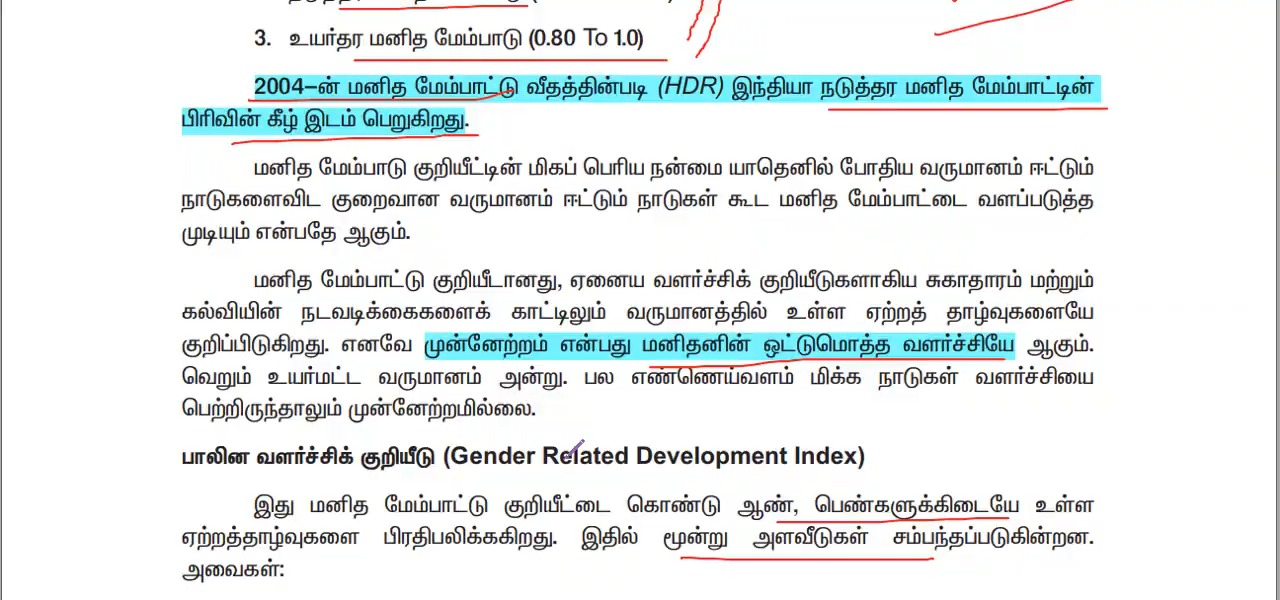 3. உயர்தர மனித மேம்பாடு (0.80 To 1.0)
2004–ன் மனித மேம்பாட்டு வீதத்தின்படி (HDR) இந்தியா நடுத்தர மனித மேம்பாட்டின்
பிரிவின் கீழ் இடம் பெறுகிறது.
மனித மேம்பாடு குறியீட்டின் மிகப் பெரிய நன்மை யாதெனில் போதிய வருமானம் ஈட்டும்
நாடுகளைவிட குறைவான வருமானம் ஈட்டும் நாடுகள் கூட மனித மேம்பாட்டை வளப்படுத்த
முடியும் என்பதே ஆகும்.
மனித மேம்பாட்டு குறியீடானது, ஏனைய வளர்ச்சிக் குறியீடுகளாகிய சுகாதாரம் மற்றும்
கல்வியின் நடவடிக்கைகளைக் காட்டிலும் வருமானத்தில் உள்ள ஏற்றத் தாழ்வுகளையே
குறிப்பிடுகிறது. எனவே முன்னேற்றம் என்பது மனிதனின் ஒட்டுமொத்த வளர்ச்சியே ஆகும்.
வெறும் உயர்மட்ட வருமானம் அன்று. பல எண்ணெய்வளம் மிக்க நாடுகள் வளர்ச்சியை
பெற்றிருந்தாலும் முன்னேற்றமில்லை.
பாலின வளர்ச்சிக் குறியீடு (Gender Related Development Index)
இது மனித மேம்பாட்டு குறியீட்டை கொண்டு ஆண், பெண்களுக்கிடையே உள்ள
ஏற்றத்தாழ்வுகளை பிரதிபலிக்ககிறது. இதில் மூன்று அளவீடுகள் சம்பந்தப்படுகின்றன.
அவைகள்: